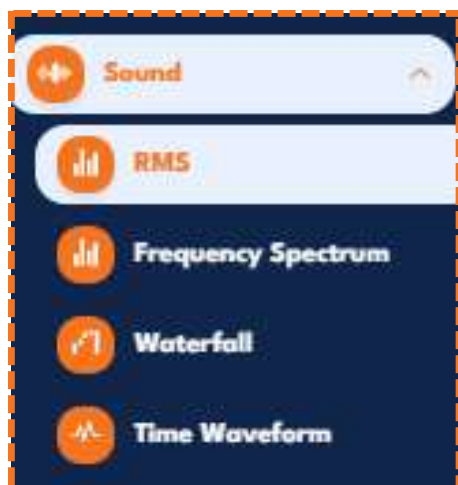 Sound
RMS
Frequency Spectrum
Waterfall
Time Waveform